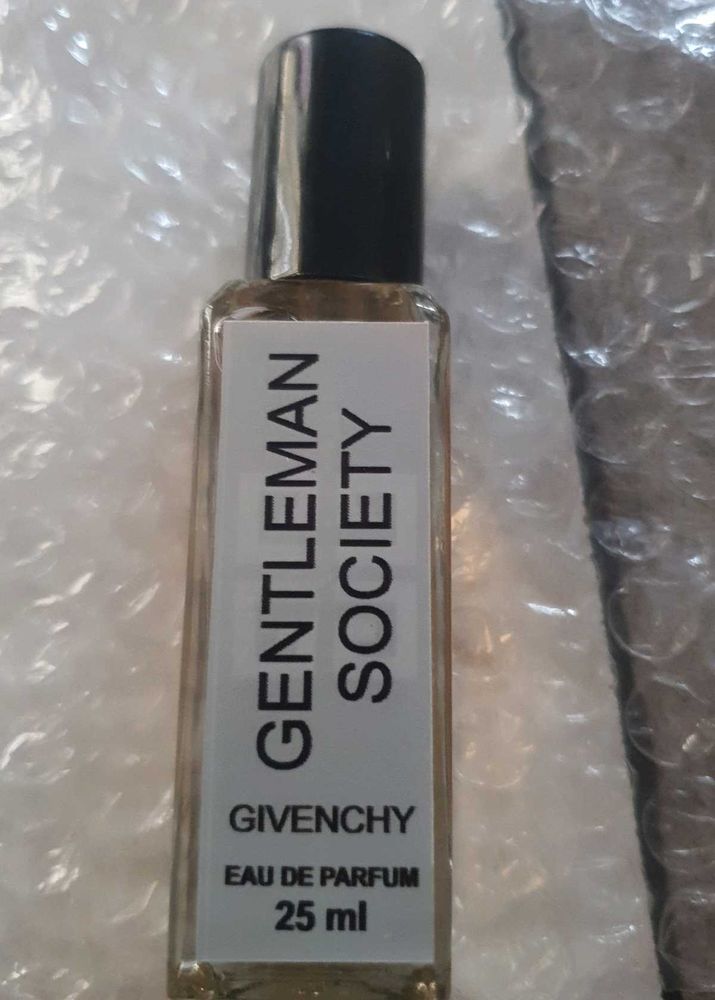 GENTLEMAN
SOCIETY
GIVENCHY
EAU DE PARFUM
25 ml